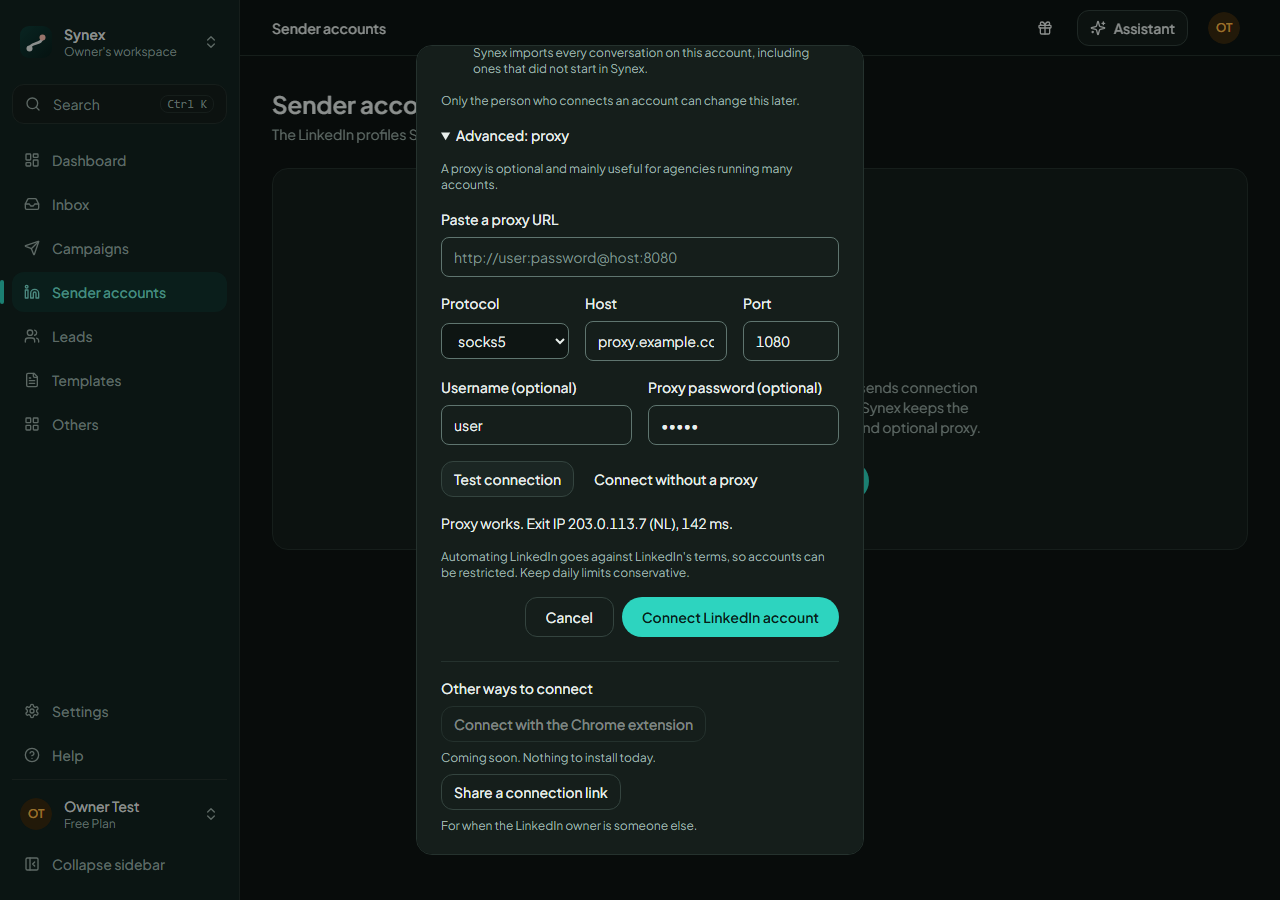 Synex
Owner's workspace
Search
Ctrl K
Dashboard
Inbox
Campaigns
Sender accounts
Leads
Templates
Others
Settings
Help
OT
Owner Test
Free Plan
Collapse sidebar
Sender accounts
Assistant
OT
Sender acco
The LinkedIn profiles S
sends connection
Synex keeps the
nd optional proxy.
Synex imports every conversation on this account, including
ones that did not start in Synex.
Only the person who connects an account can change this later.
Advanced: proxy
A proxy is optional and mainly useful for agencies running many
accounts.
Paste a proxy URL
http://user:password@host:8080
Protocol
Host
Port
socks5
proxy.example.cc
1080
Username (optional)
Proxy password (optional)
user
•••••
Test connection
Connect without a proxy
Proxy works. Exit IP 203.0.113.7 (NL), 142 ms.
Automating LinkedIn goes against LinkedIn's terms, so accounts can
be restricted. Keep daily limits conservative.
Cancel
Connect LinkedIn account
Other ways to connect
Connect with the Chrome extension
Coming soon. Nothing to install today.
Share a connection link
For when the LinkedIn owner is someone else.